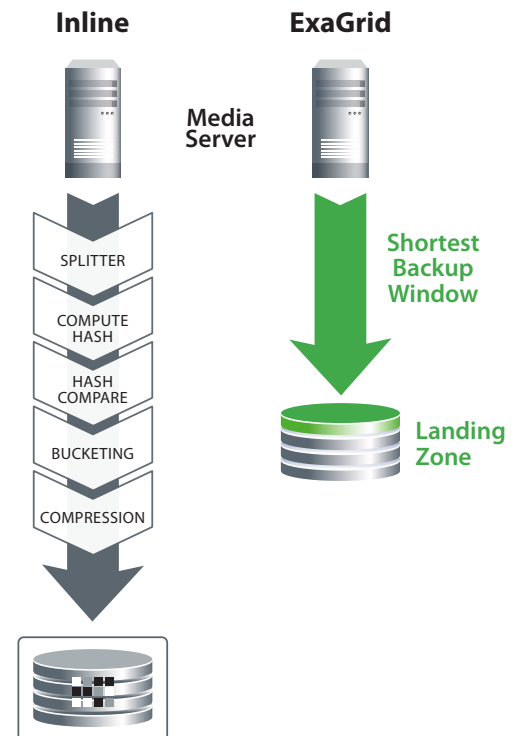 Inline
ExaGrid
Media
Server
SPLITTER
COMPUTE
HASH
HASH
COMPARE
BUCKETING
COMPRESSION
Shortest
Backup
Window
Landing
Zone